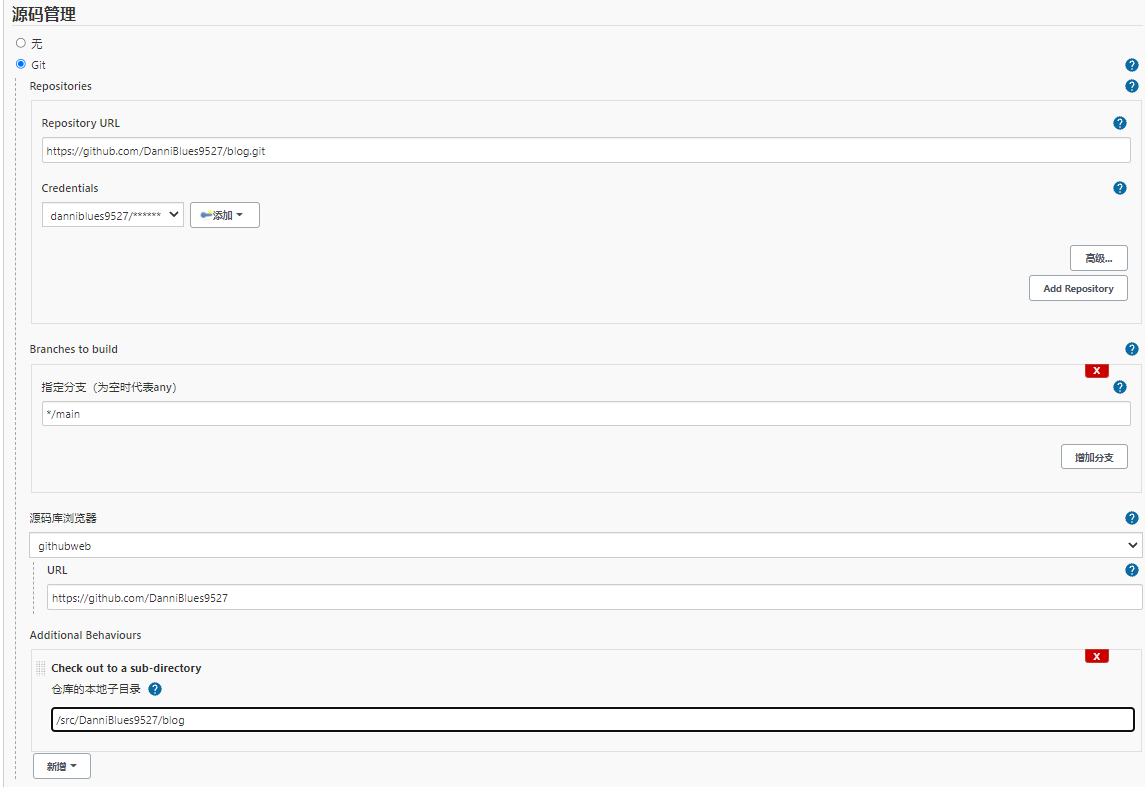 源码管理
无
Git
Repositories
Repository URL
https://github.com/DanniBlues9527/blog.git
Credentials
danniblues9527/****** 添加
高级...
Add Repository
Branches to build
X
指定分支（为空时代表any）
*/main
增加分支
源码库浏览器
githubweb
URL
https://github.com/DanniBlues9527
Additional Behaviours
X
Check out to a sub-directory
仓库的本地子目录
/src/DanniBlues9527/blog
新增